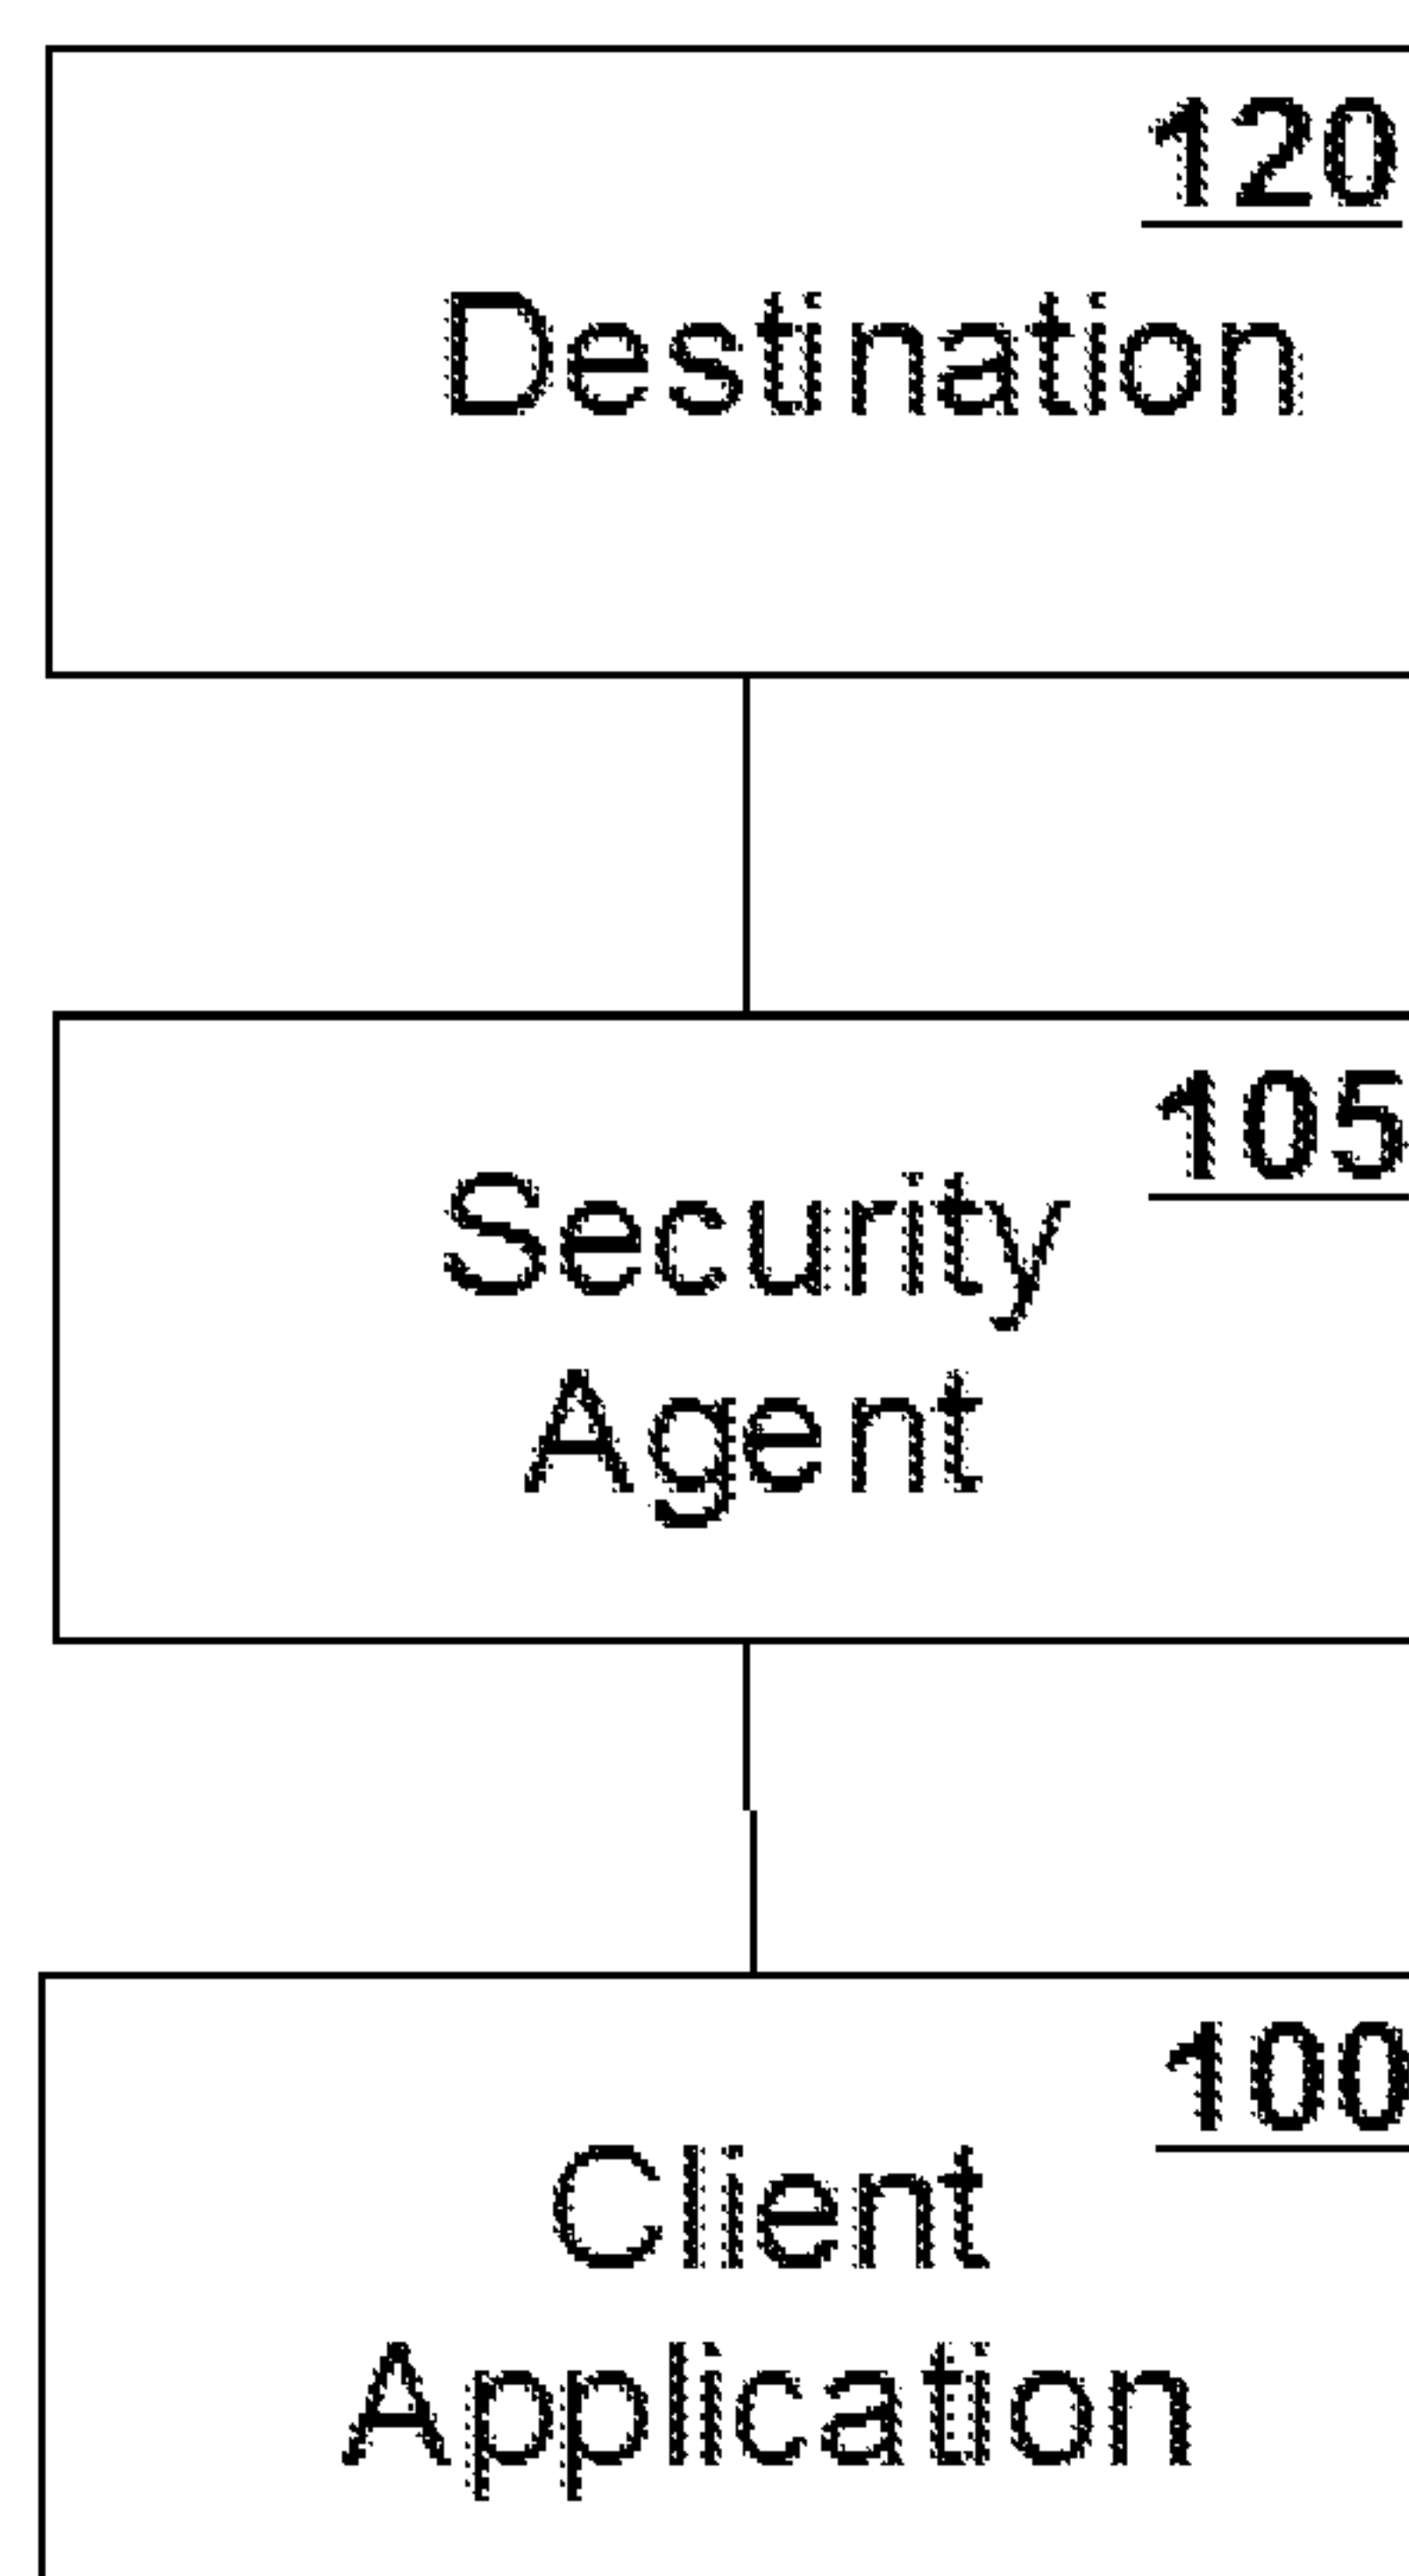 120
Destination
105
Security
Agent
100
Client
Application